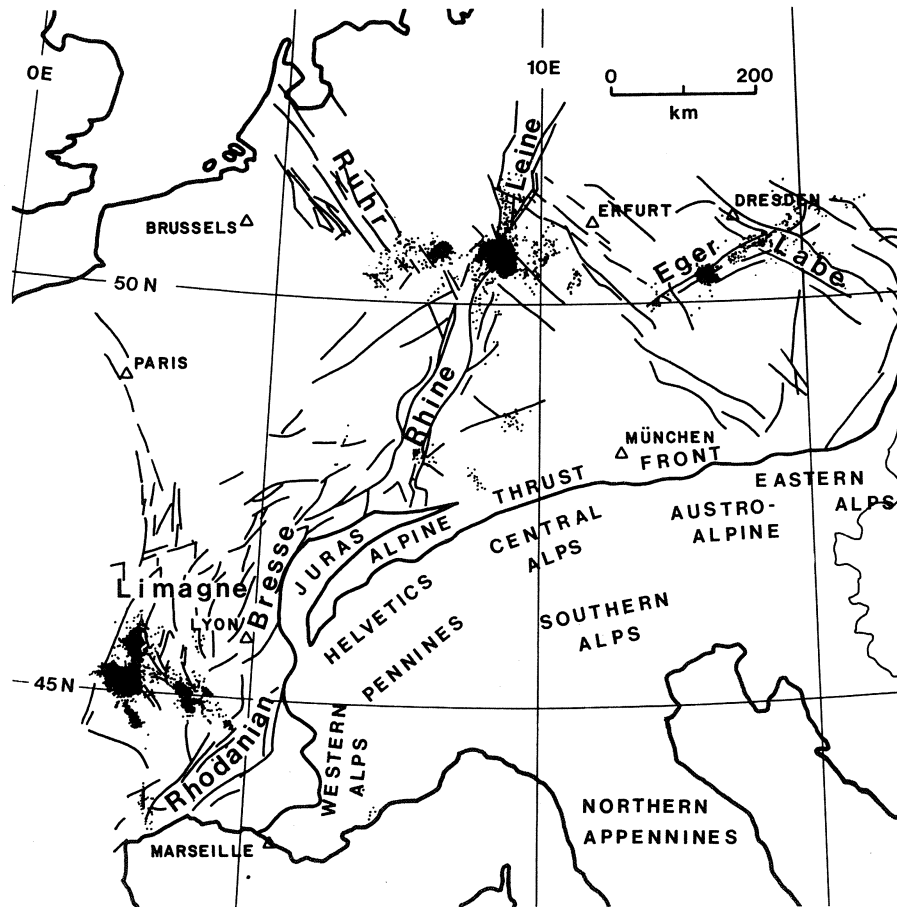 0E
10E
0 200
km
Ruhr
Leine
BRUSSELS
ERFURT
DRESDEN
Eger
Labe
50 N
PARIS
Rhine
MÜNCHEN
FRONT
THRUST
EASTERN
ALPS
AUSTRO-
ALPINE
CENTRAL
ALPS
ALPINE
JURAS
Bresse
Limagne
LYON
HELVETICS
PENNINES
SOUTHERN
ALPS
45 N
Rhodanian-
WESTERN
ALPS
NORTHERN
APPENNINES
MARSEILLE